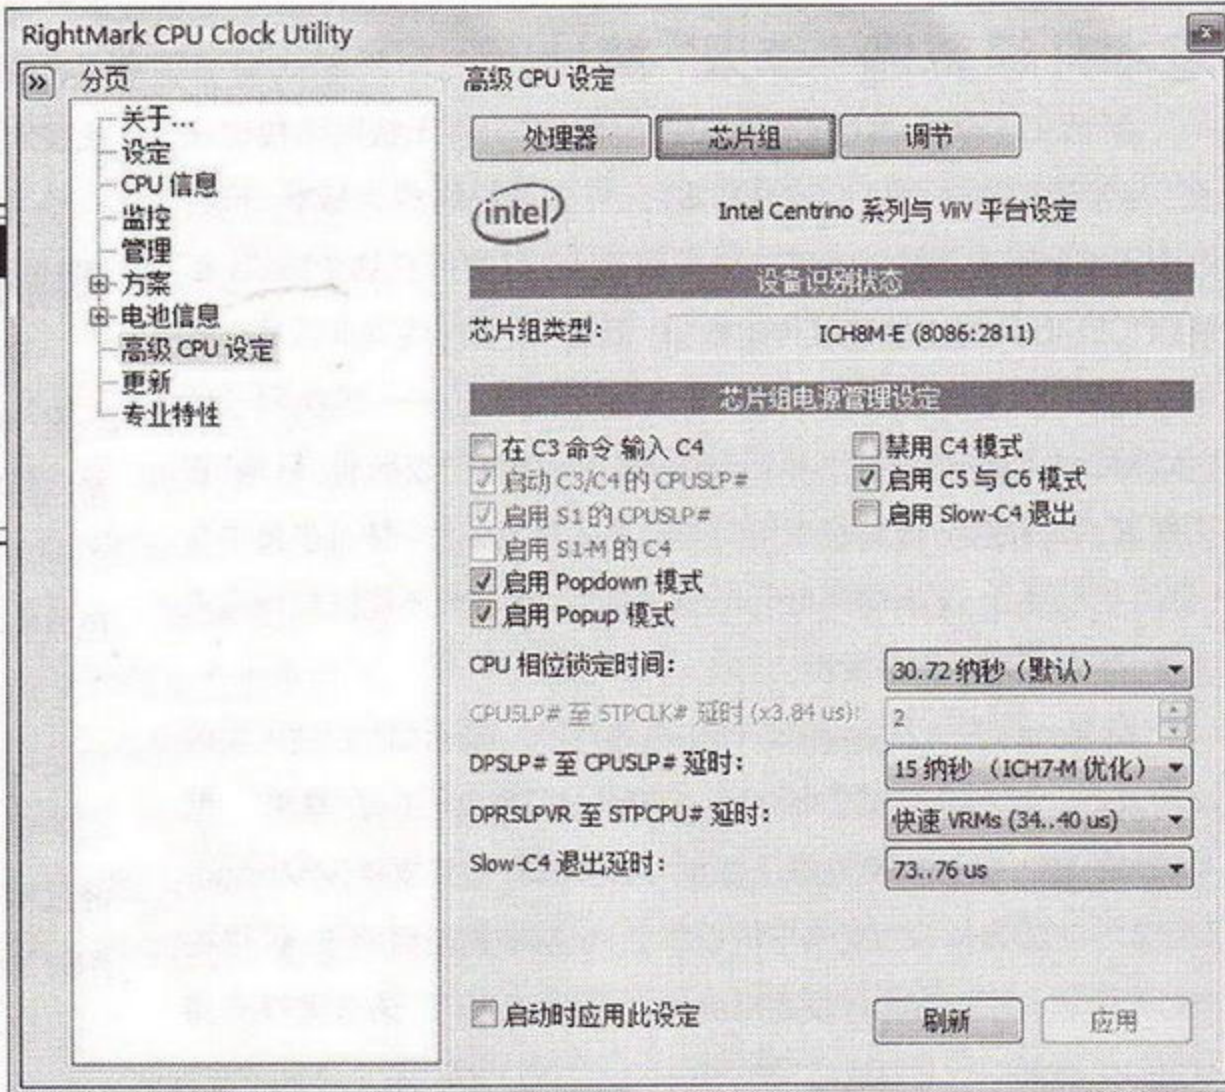 RightMark CPU Clock Utility
分页
关于...
设定
CPU 信息
监控
管理
方案
电池信息
高级 CPU 设定
更新
专业特性
高级 CPU 设定
处理器 芯片组 调节
intel Intel Centrino 系列与 ViiV 平台设定
设备识别状态
芯片组类型: ICH8M-E (8086:2811)
芯片组电源管理设定
在 C3 命令 输入 C4 禁用 C4 模式
启动 C3/C4 的 CPUSLP# 启用 C5 与 C6 模式
启用 S1 的 CPUSLP# 启用 Slow-C4 退出
启用 S1-M 的 C4
启用 Popdown 模式
启用 Popup 模式
CPU 相位锁定时间: 30.72 纳秒（默认）
CPUSLP# 至 STPCLK# 延时 (x3.84 us): 2
DPSLP# 至 CPUSLP# 延时: 15 纳秒 （ICH7-M 优化）
DPRSLPVR 至 STPCPU# 延时: 快速 VRMs (34..40 us)
Slow-C4 退出延时: 73..76 us
启动时应用此设定 刷新 应用